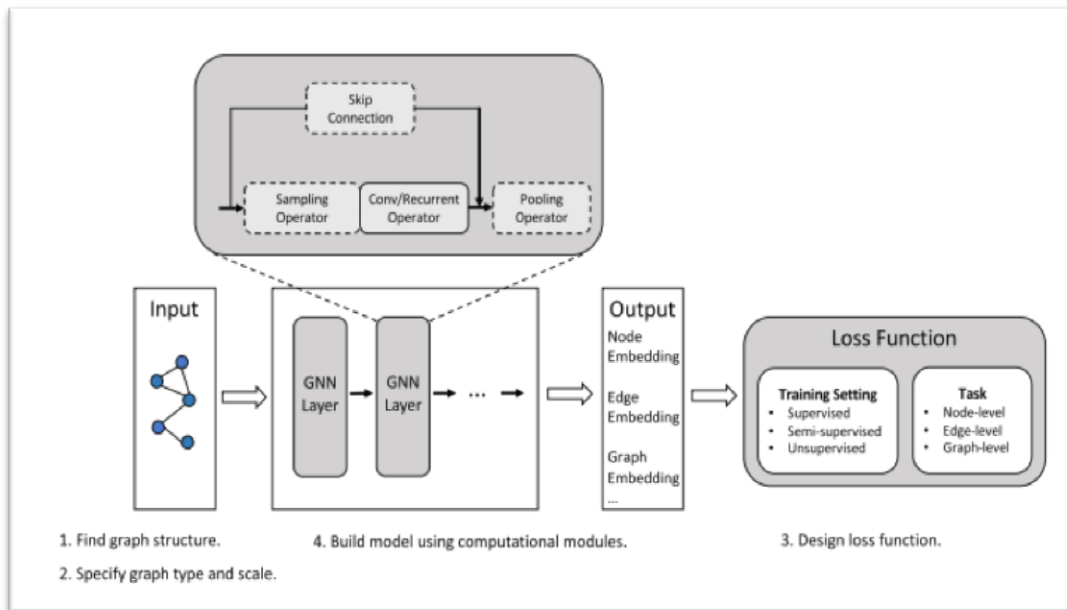 Skip
Connection
Sampling
Operator
Conv/Recurrent
Operator
Pooling
Operator
Input
GNN
Layer
GNN
Layer
...
Output
Node
Embedding
Edge
Embedding
Graph
Embedding
...
Loss Function
Training Setting
• Supervised
• Semi-supervised
• Unsupervised
Task
• Node-level
• Edge-level
• Graph-level
1. Find graph structure.
2. Specify graph type and scale.
4. Build model using computational modules.
3. Design loss function.